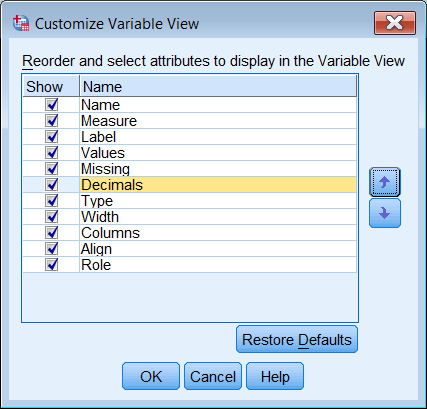 Customize Variable View
Reorder and select attributes to display in the Variable View
Show Name
Name
Measure
Label
Values
Missing
Decimals
Type
Width
Columns
Align
Role
Restore Defaults
OK Cancel Help